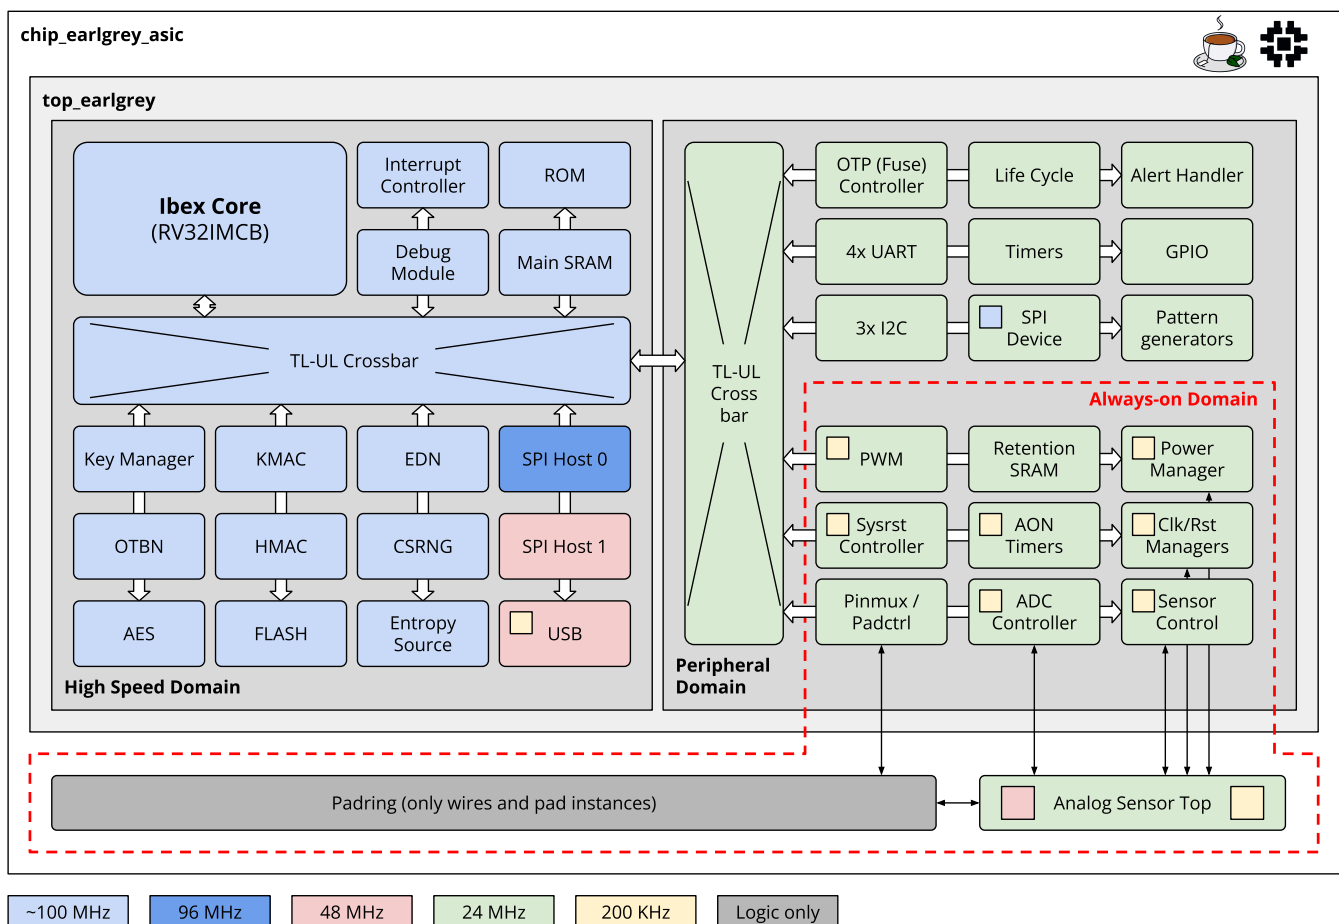 chip_earlgrey_asic
top_earlgrey
Ibex Core
(RV32IMCB)
Interrupt
Controller
ROM
Debug
Module
Main SRAM
TL-UL Crossbar
Key Manager
KMAC
EDN
SPI Host 0
OTBN
HMAC
CSRNG
SPI Host 1
AES
FLASH
Entropy
Source
USB
High Speed Domain
TL-UL
Cross
bar
OTP (Fuse)
Controller
Life Cycle
Alert Handler
4x UART
Timers
GPIO
3x I2C
SPI
Device
Pattern
generators
Always-on Domain
PWM
Retention
SRAM
Power
Manager
Sysrst
Controller
AON
Timers
Clk/Rst
Managers
Pinmux /
Padctrl
ADC
Controller
Sensor
Control
Peripheral
Domain
Padring (only wires and pad instances)
Analog Sensor Top
~100 MHz
96 MHz
48 MHz
24 MHz
200 KHz
Logic only